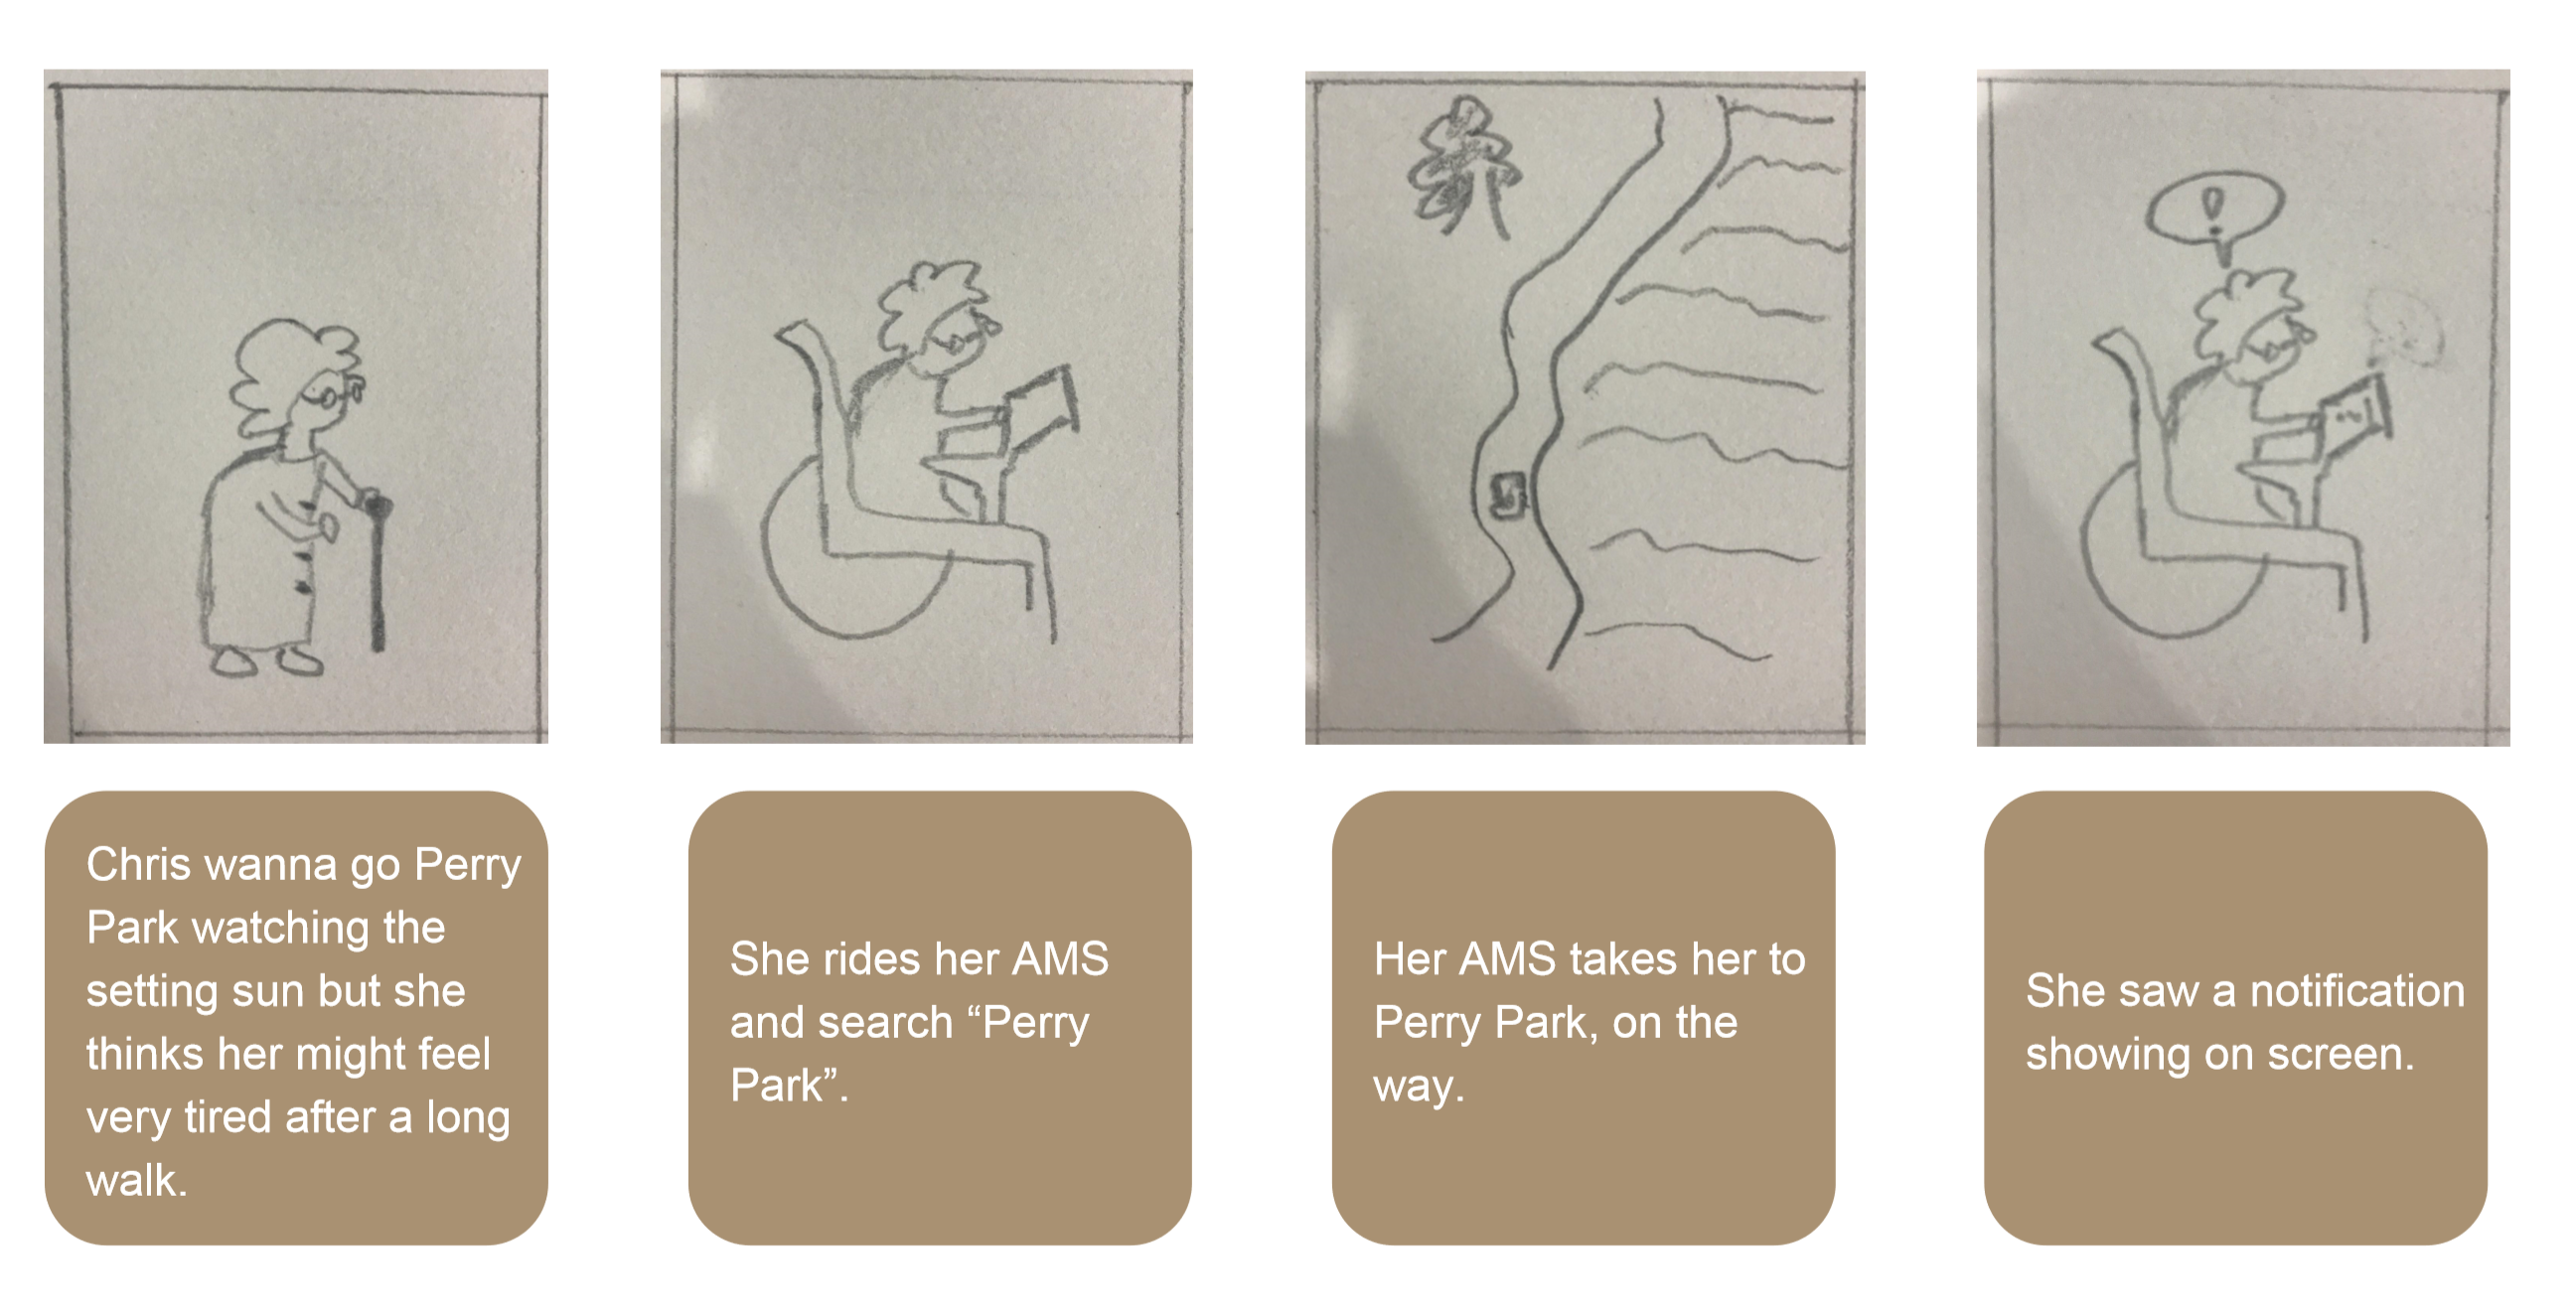 Chris wanna go Perry
Park watching the
setting sun but she
thinks her might feel
very tired after a long
walk.
She rides her AMS
and search “Perry
Park”.
Her AMS takes her to
Perry Park, on the
way.
!
She saw a notification
showing on screen.